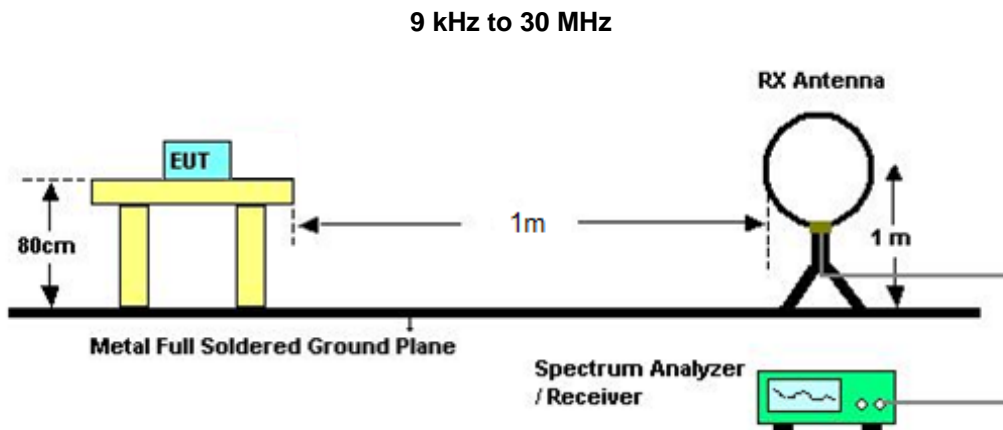 9 kHz to 30 MHz
RX Antenna
EUT
80cm
1m
1 m
Metal Full Soldered Ground Plane
Spectrum Analyzer
/ Receiver